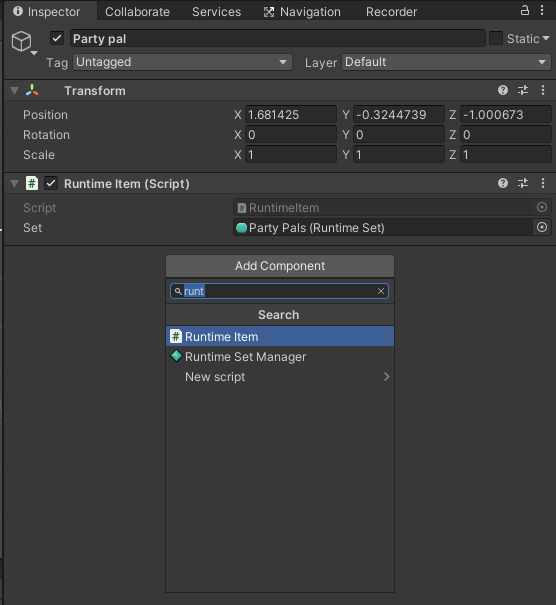 Inspector Collaborate Services Navigation Recorder
Party pal Static
Tag Untagged Layer Default
Transform
Position X 1.681425 Y -0.3244739 Z -1.000673
Rotation X 0 Y 0 Z 0
Scale X 1 Y 1 Z 1
# Runtime Item (Script)
Script RuntimeItem
Set Party Pals (Runtime Set)
Add Component
runt
Search
# Runtime Item
Runtime Set Manager
New script